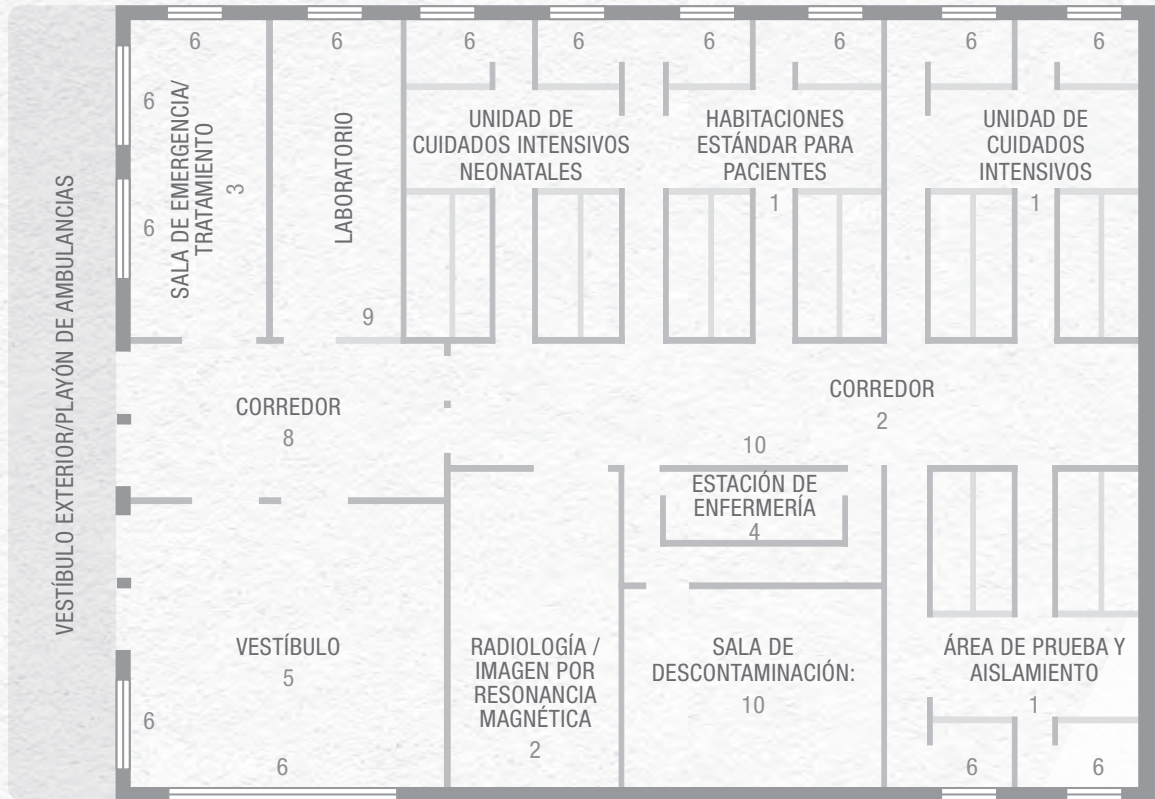 6 6 6 6 6 6 6 6
6
6
SALA DE EMERGENCIA/
TRATAMIENTO
3
LABORATORIO
9
UNIDAD DE
CUIDADOS INTENSIVOS
NEONATALES
HABITACIONES
ESTÁNDAR PARA
PACIENTES
1
UNIDAD DE
CUIDADOS
INTENSIVOS
1
VESTÍBULO EXTERIOR/PLAYÓN DE AMBULANCIAS
CORREDOR
8
CORREDOR
2
10
ESTACIÓN DE
ENFERMERÍA
4
VESTÍBULO
5
6
6
RADIOLOGÍA /
IMAGEN POR
RESONANCIA
MAGNÉTICA
2
SALA DE
DESCONTAMINACIÓN:
10
ÁREA DE PRUEBA Y
AISLAMIENTO
1
6 6